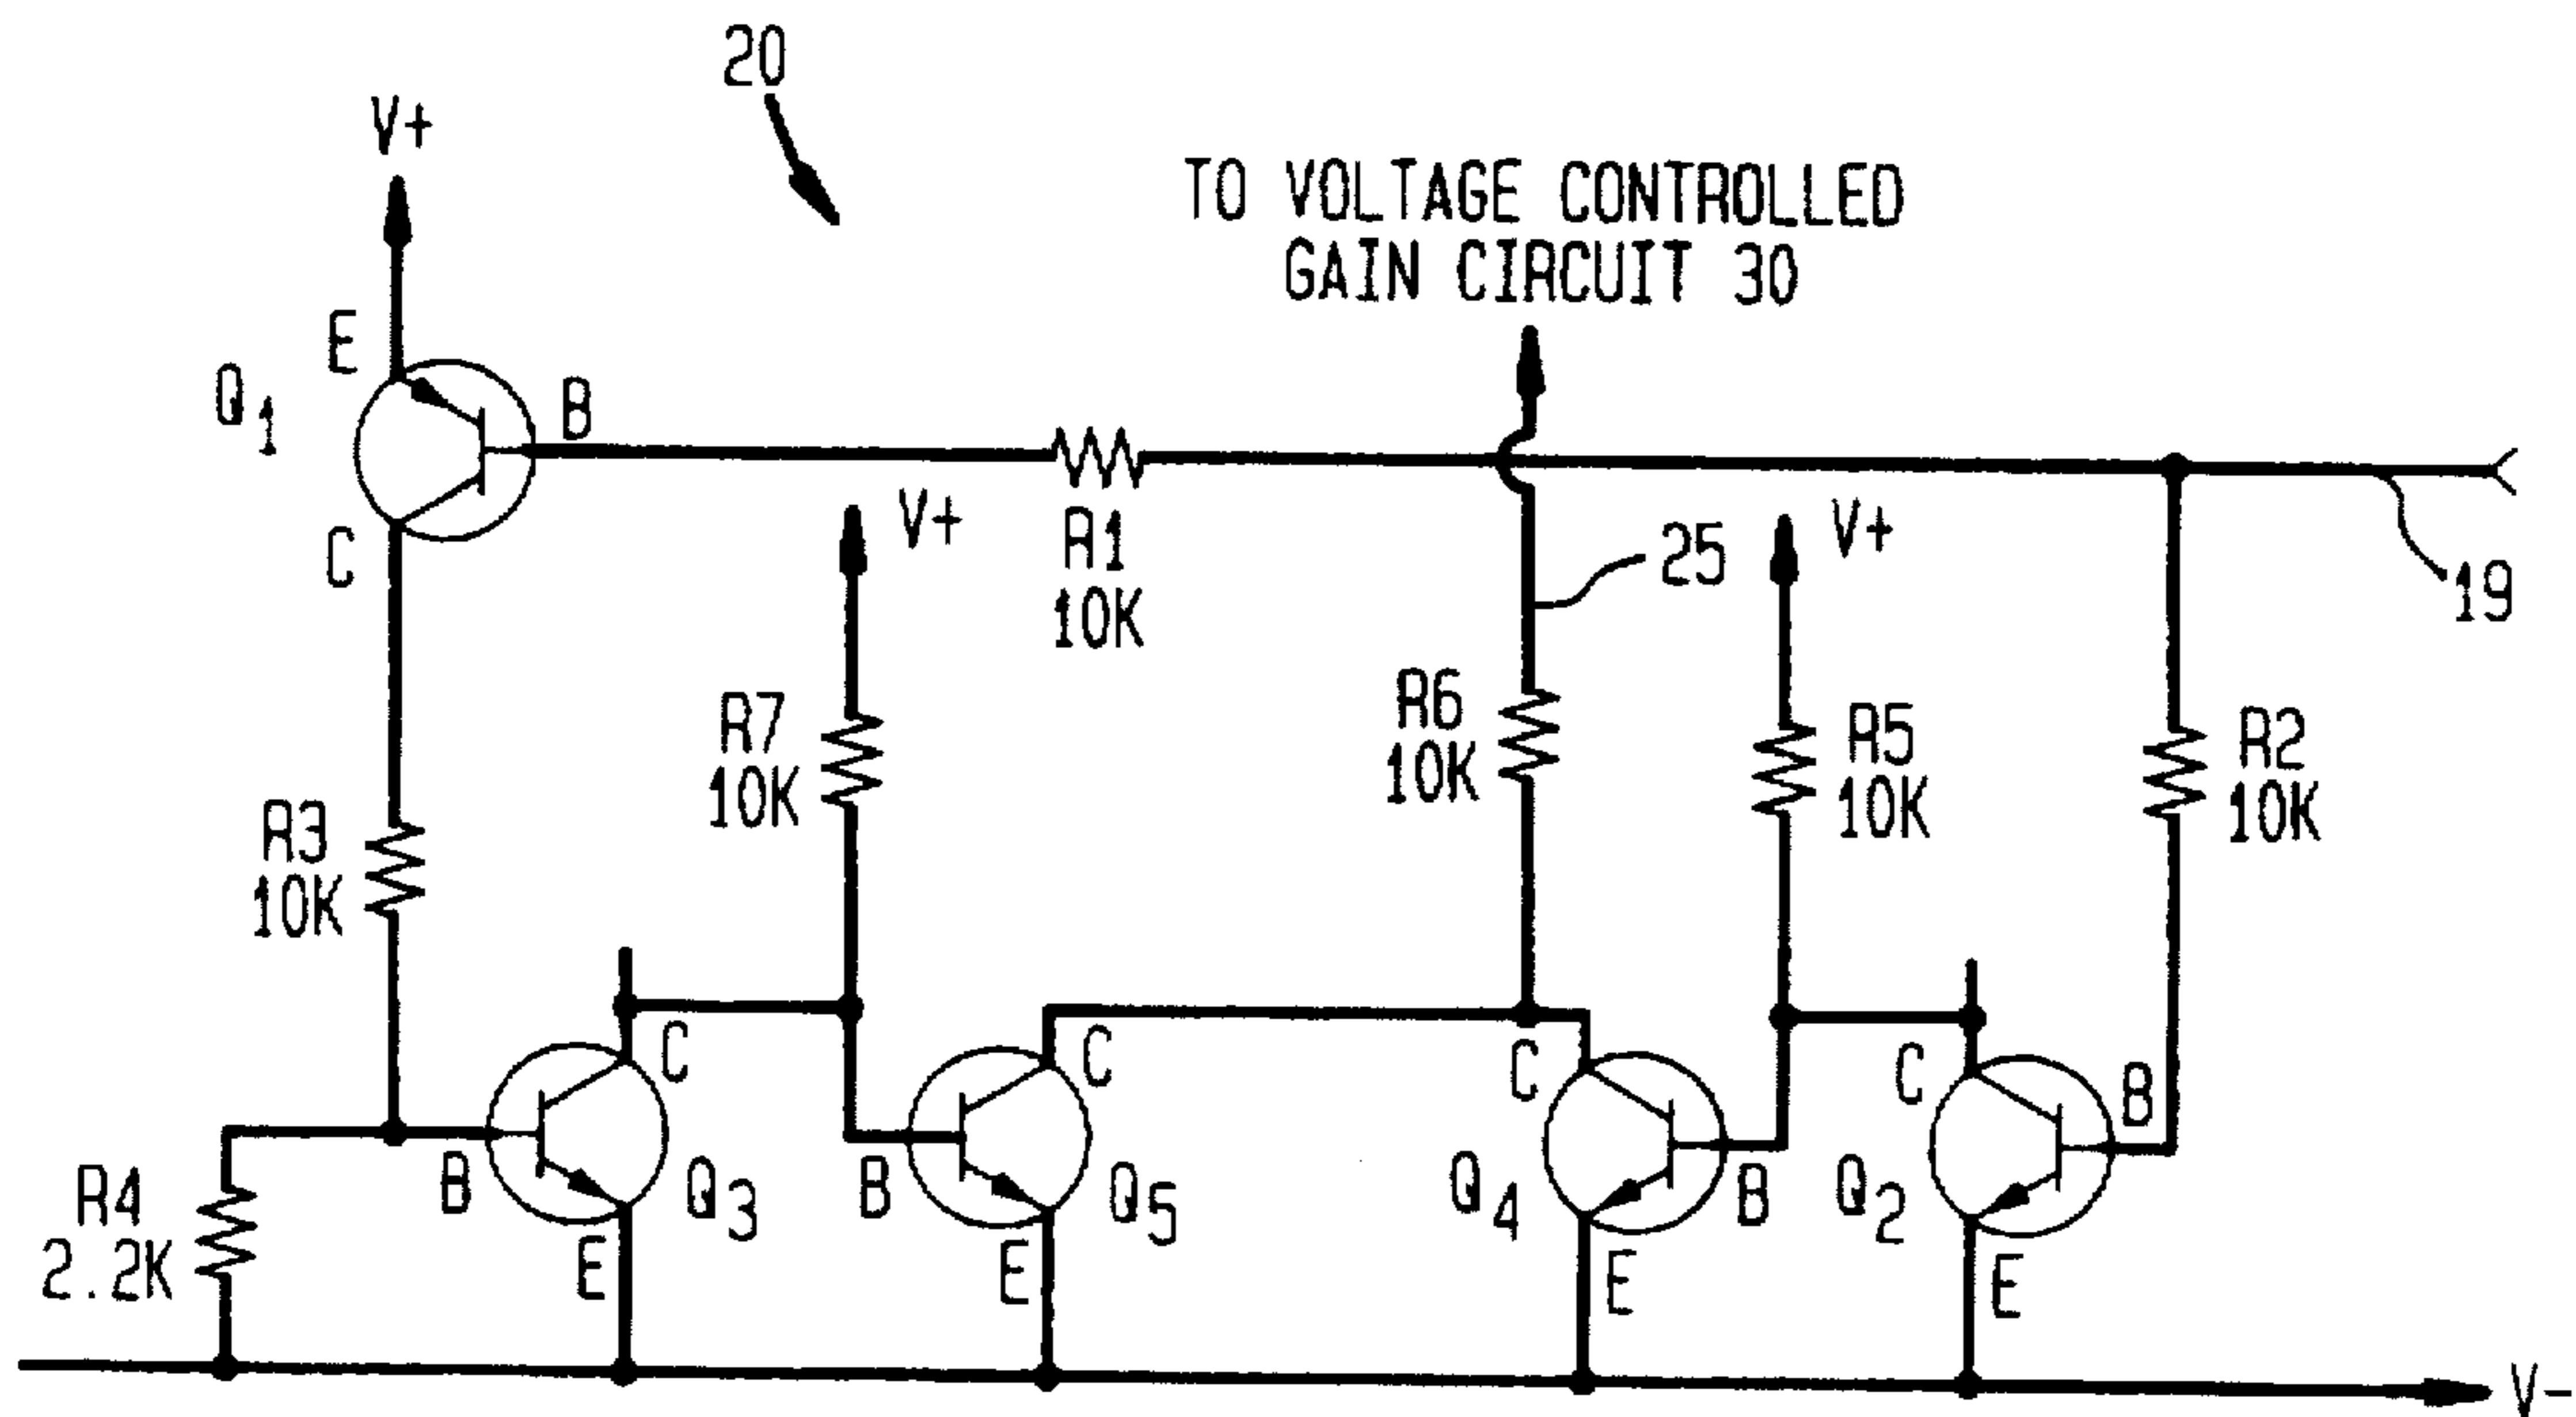 20
V+
TO VOLTAGE CONTROLLED
GAIN CIRCUIT 30
E
Q1
B
C
V+
R1
10K
25
V+
19
R7
10K
R6
10K
R5
10K
R2
10K
R3
10K
C
C
C
C
B
R4
2.2K
B
Q3
B
Q5
Q4
B
Q2
E
E
E
E
V-